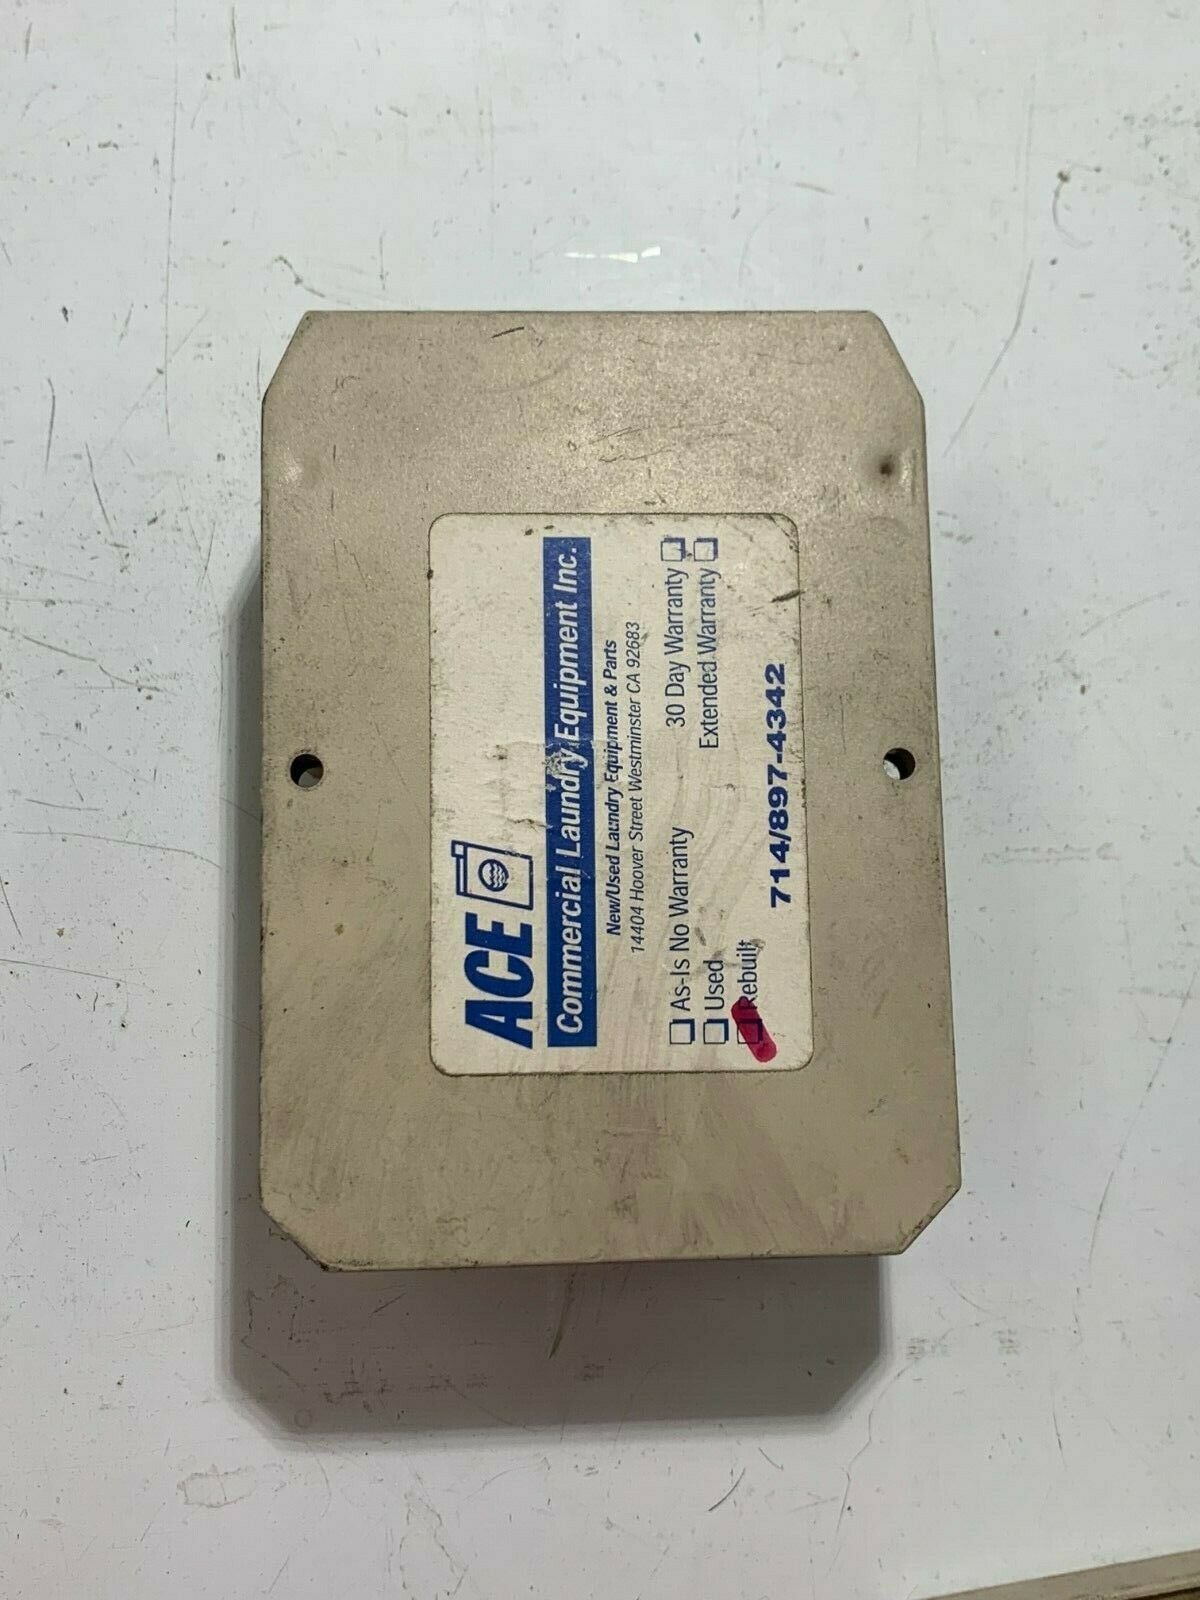 ACE
Commercial Laundry Equipment Inc.
New/Used Laundry Equipment & Parts
14404 Hoover Street Westminster CA 92683
As-Is No Warranty 30 Day Warranty
Used Extended Warranty
Rebuilt
714/897-4342